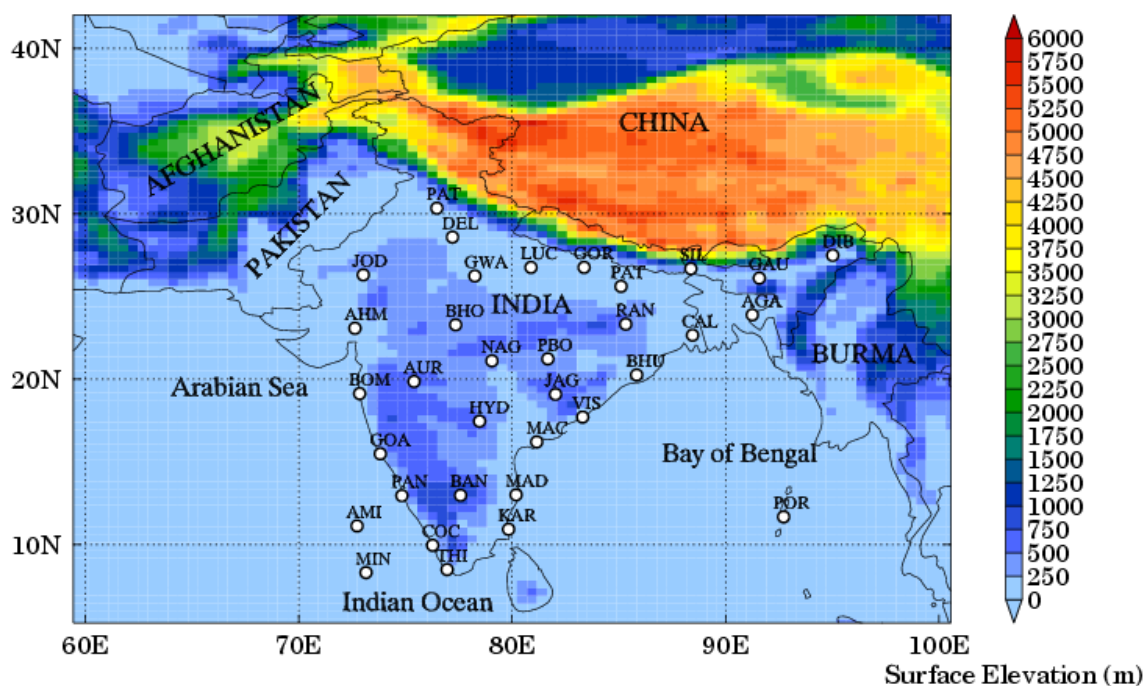 40N
30N
20N
10N
60E
70E
80E
90E
100E
AFGHANISTAN
PAKISTAN
CHINA
INDIA
BURMA
Arabian Sea
Bay of Bengal
Indian Ocean
PAT
DEL
JOD
GWA
LUC
GOR
PAT
SIL
GAU
DIB
AGA
AHM
BHO
RAN
CAL
NAG
PBO
BHU
AUR
JAG
BOM
HYD
VIS
MAC
GOA
PAN
BAN
MAD
KAR
AMI
COC
MIN
THI
POR
6000
5750
5500
5250
5000
4750
4500
4250
4000
3750
3500
3250
3000
2750
2500
2250
2000
1750
1500
1250
1000
750
500
250
0
Surface Elevation (m)